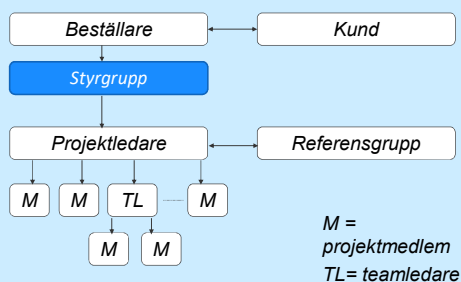 Beställare
Kund
Styrgrupp
Projektledare
Referensgrupp
M
M
TL
M
M
M
M =
projektmedlem
TL= teamledare